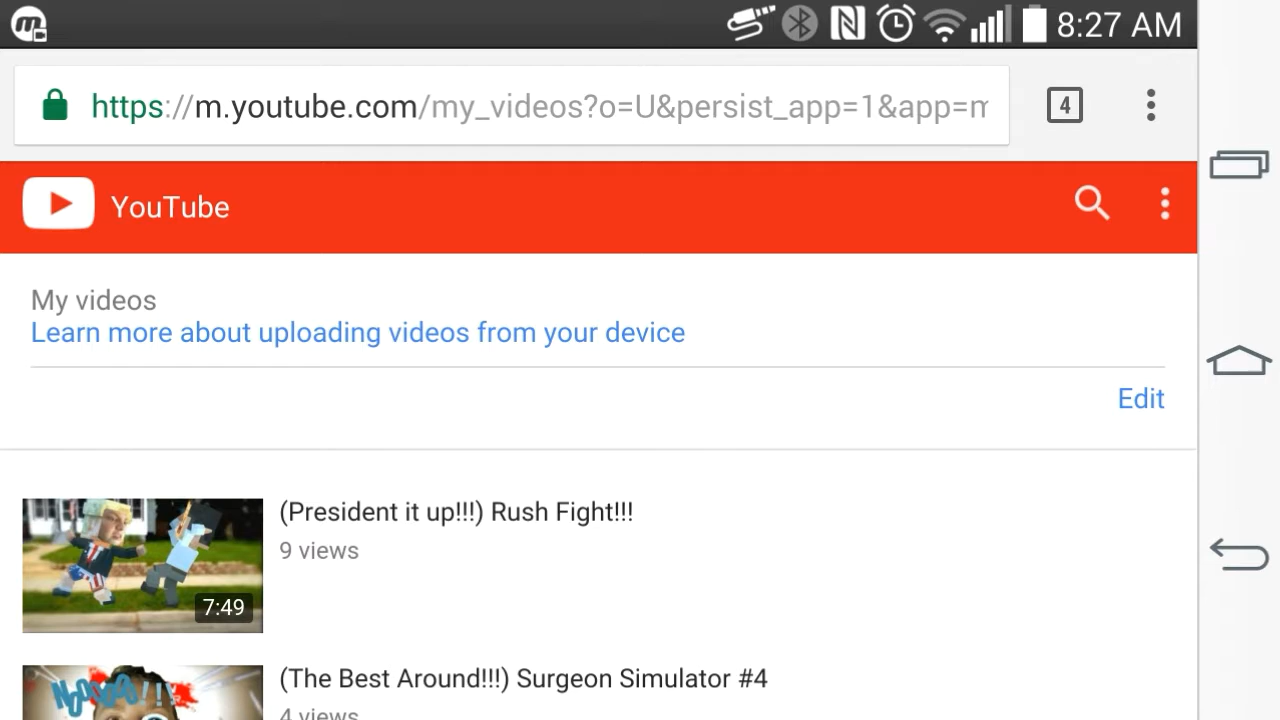 8:27 AM
https://m.youtube.com/my_videos?o=U&persist_app=1&app=m
4
YouTube
My videos
Learn more about uploading videos from your device
Edit
(President it up!!!) Rush Fight!!!
9 views
7:49
(The Best Around!!!) Surgeon Simulator #4
4 views